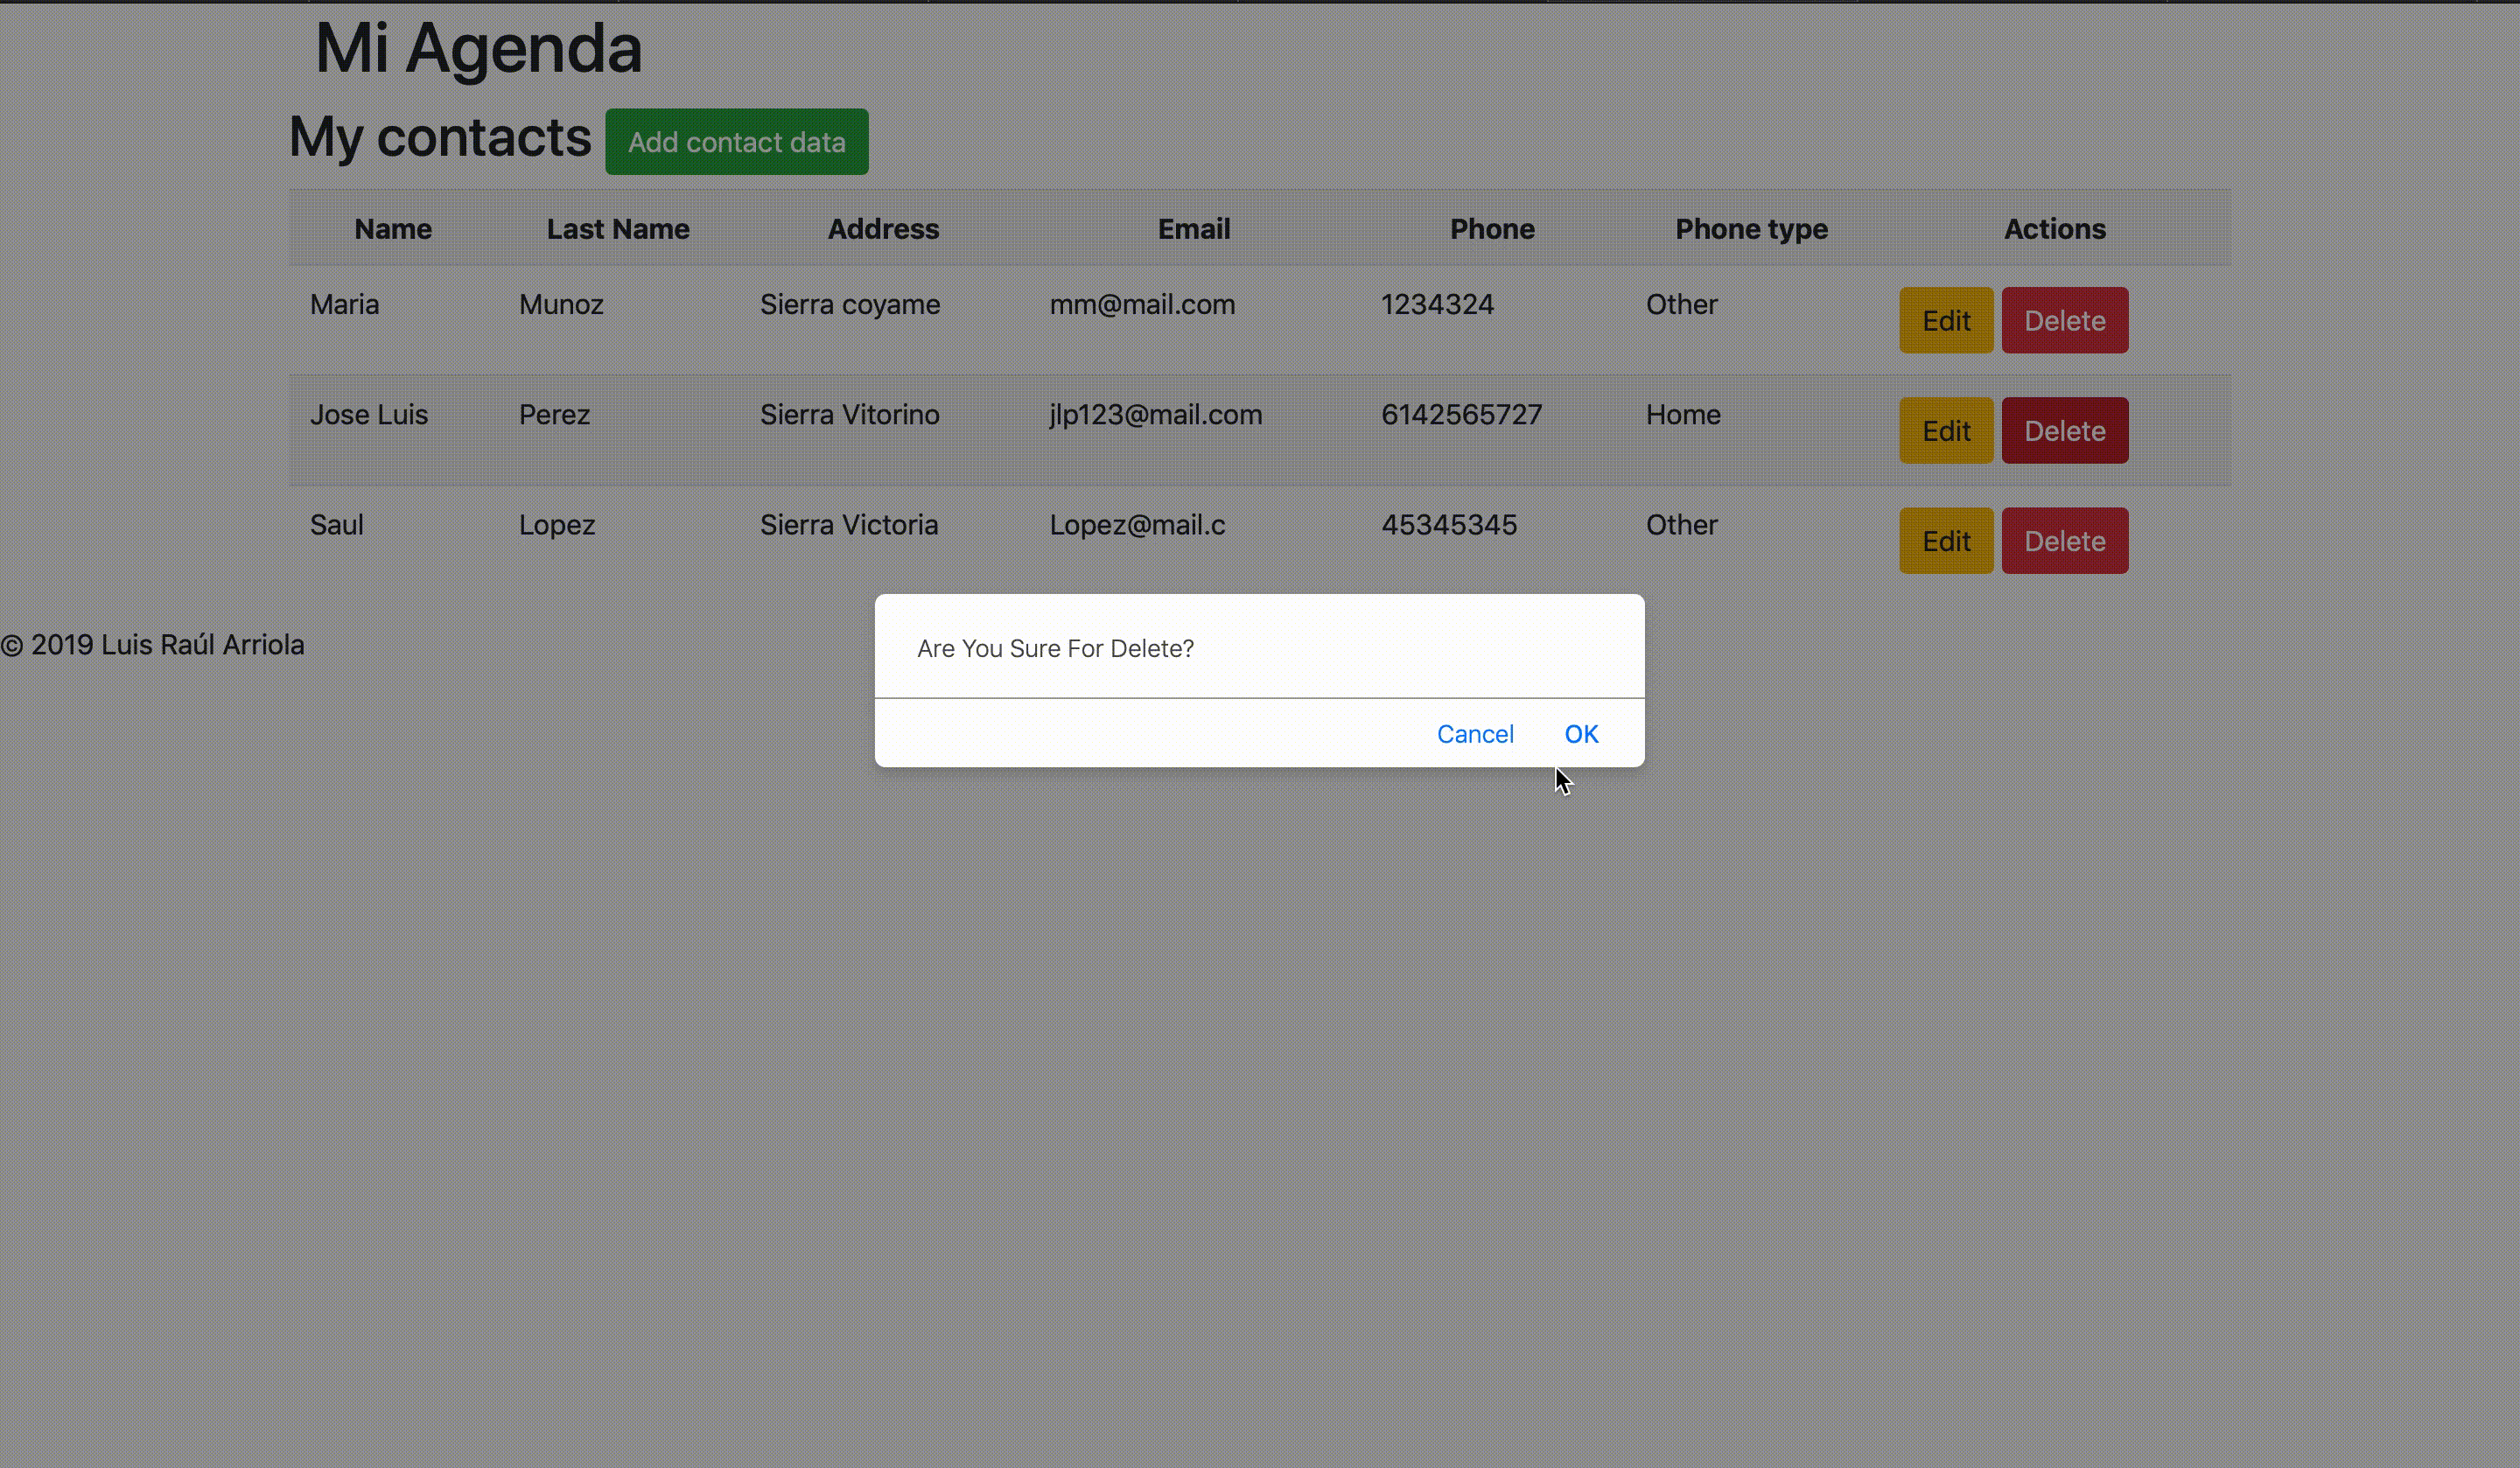 Mi Agenda
My contacts Add contact data
Name Last Name Address Email Phone Phone type Actions
Maria Munoz Sierra coyame mm@mail.com 1234324 Other Edit Delete
Jose Luis Perez Sierra Vitorino jlp123@mail.com 6142565727 Home Edit Delete
Saul Lopez Sierra Victoria Lopez@mail.c 45345345 Other Edit Delete
© 2019 Luis Raúl Arriola
Are You Sure For Delete?
Cancel OK